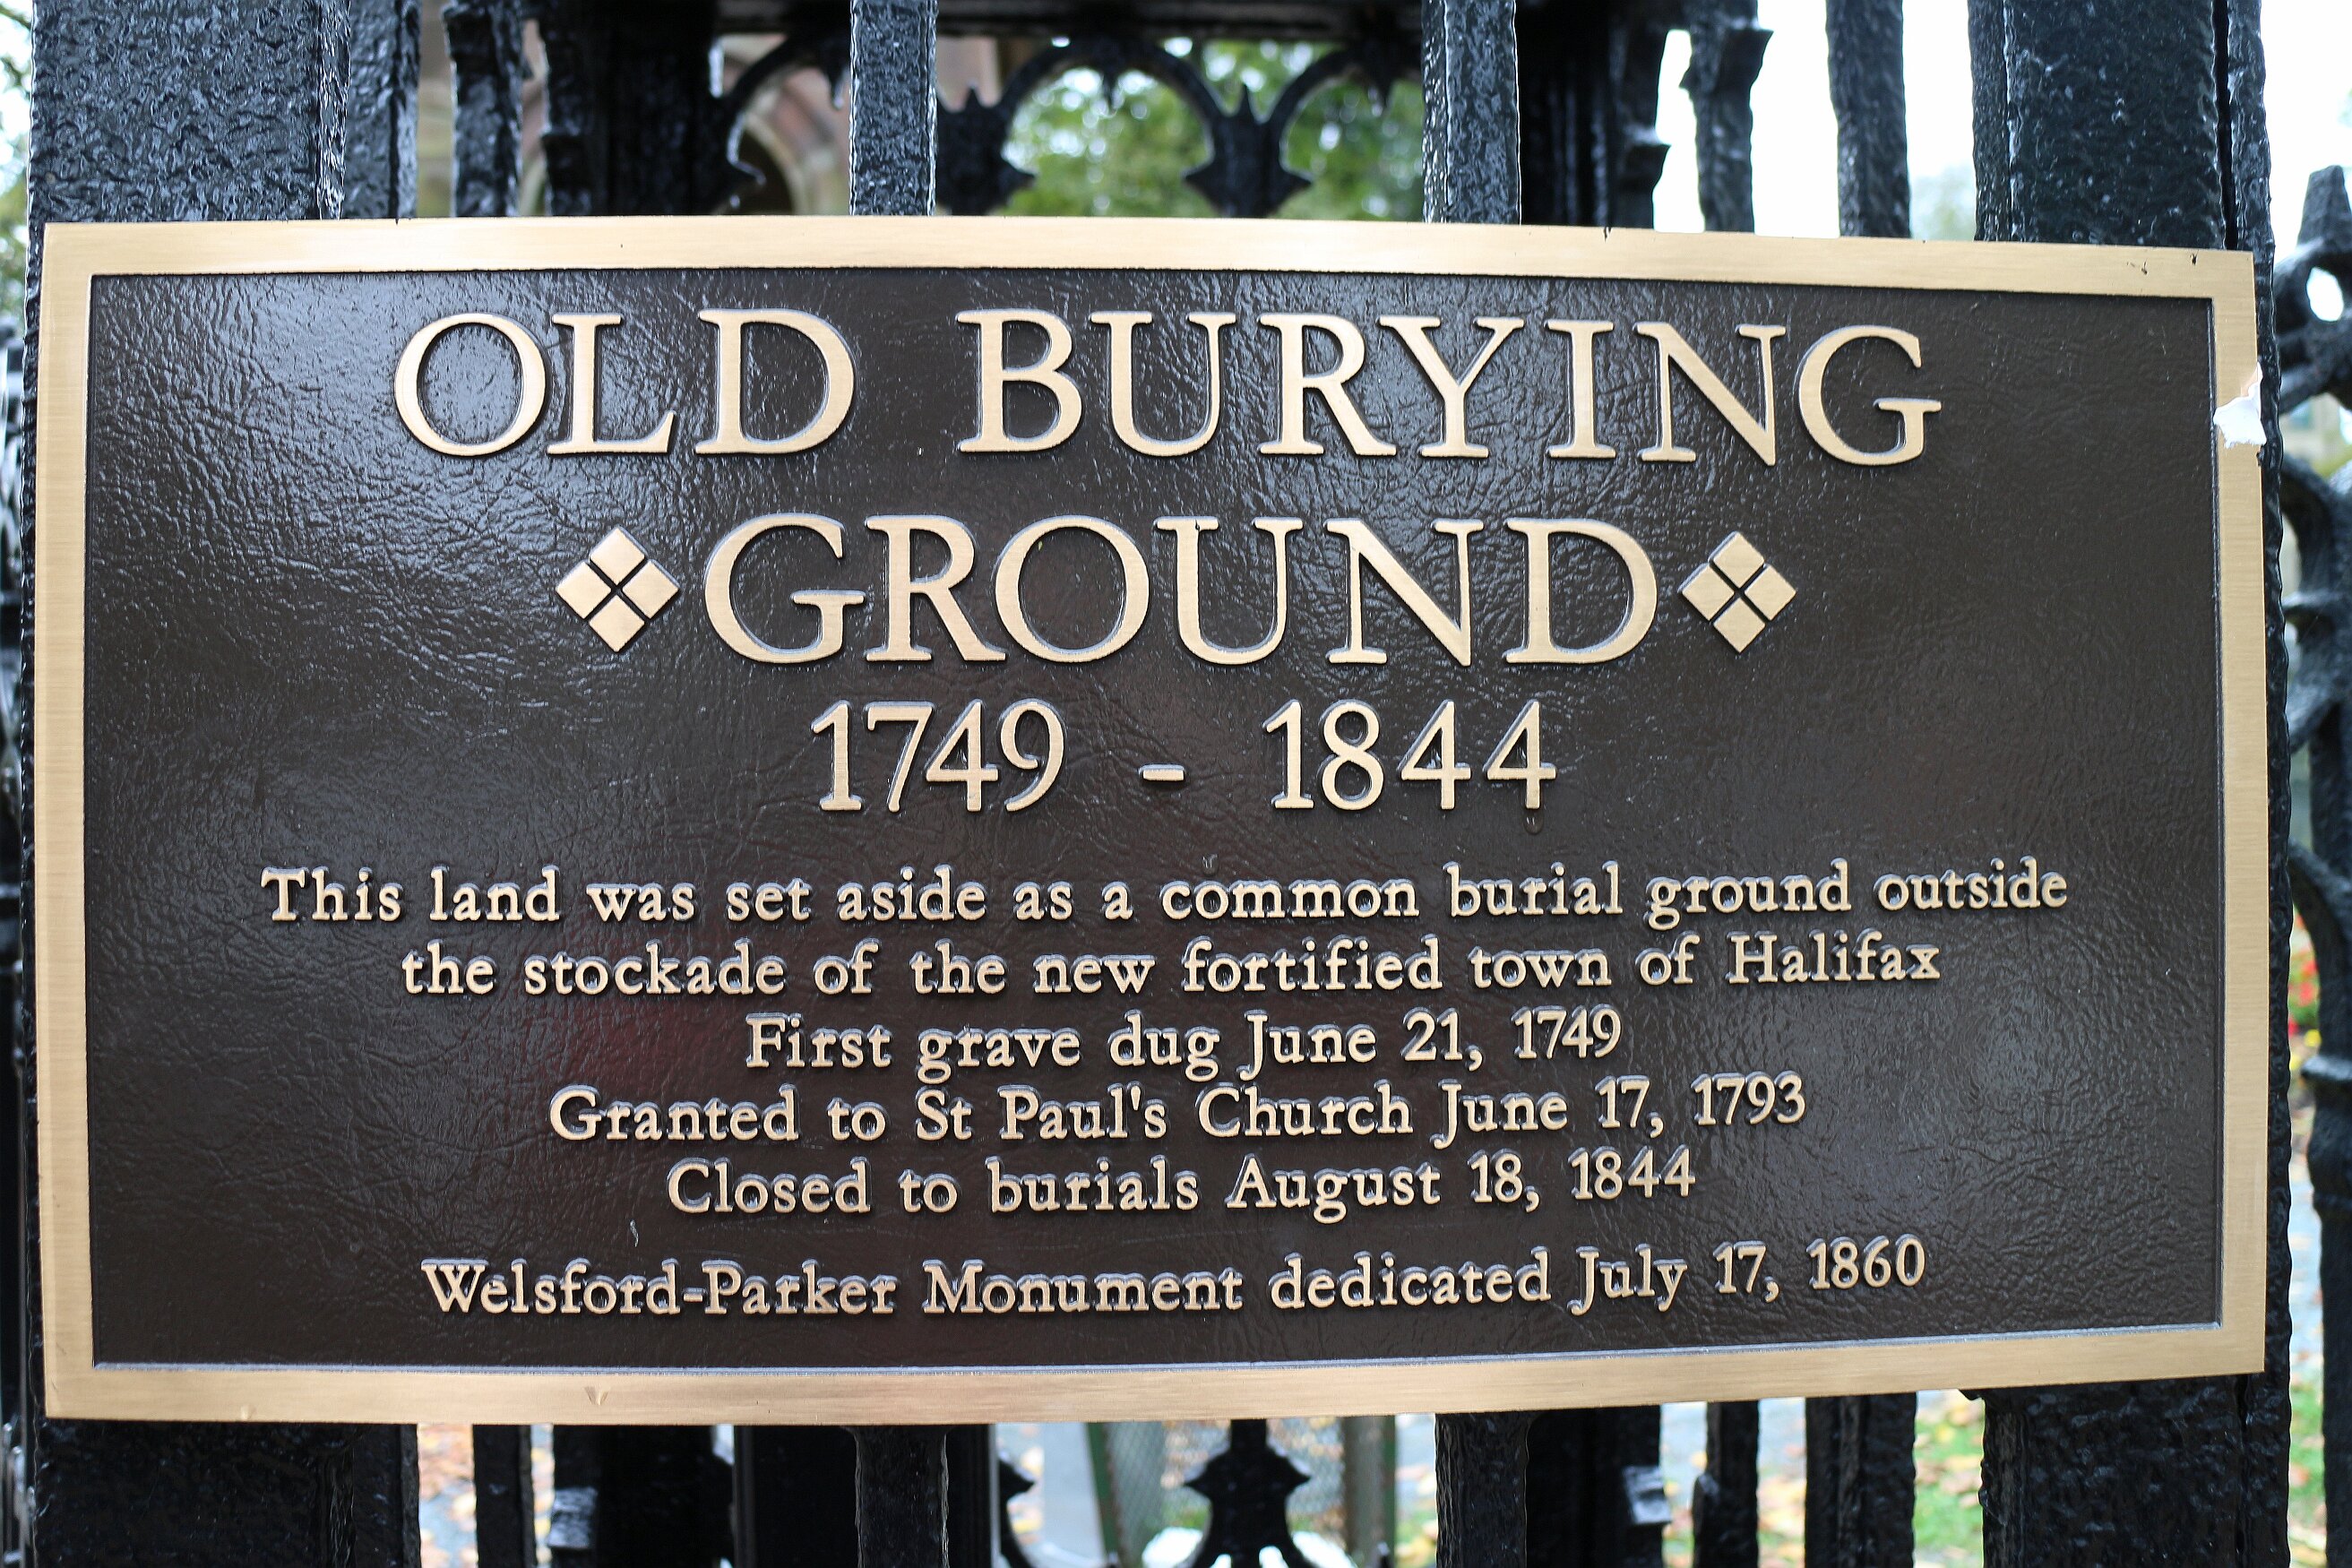 OLD BURYING
GROUND
1749 - 1844
This land was set aside as a common burial ground outside
the stockade of the new fortified town of Halifax
First grave dug June 21, 1749
Granted to St Paul's Church June 17, 1793
Closed to burials August 18, 1844
Welsford-Parker Monument dedicated July 17, 1860